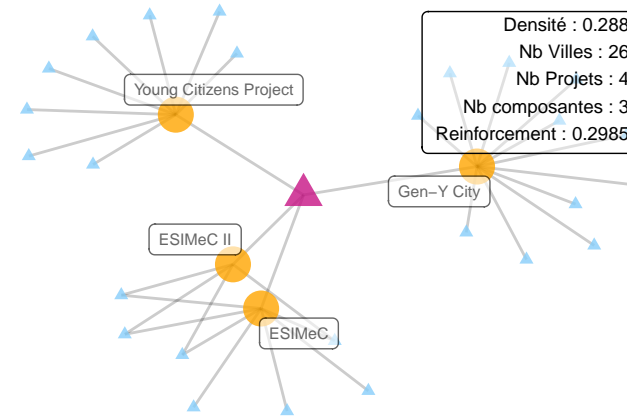 Densité : 0.288
Nb Villes : 26
Nb Projets : 4
Nb composantes : 3
Reinforcement : 0.2985
Young Citizens Project
Gen−Y City
ESIMeC II
ESIMeC